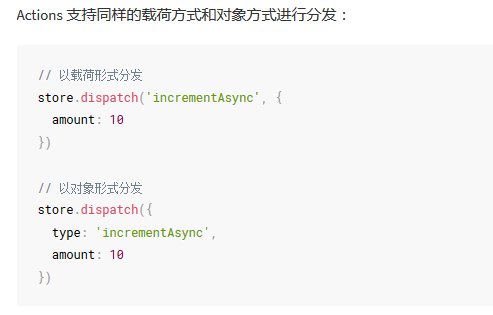 Actions 支持同样的载荷方式和对象方式进行分发：
// 以载荷形式分发
store.dispatch('incrementAsync', {
  amount: 10
})

// 以对象形式分发
store.dispatch({
  type: 'incrementAsync',
  amount: 10
})